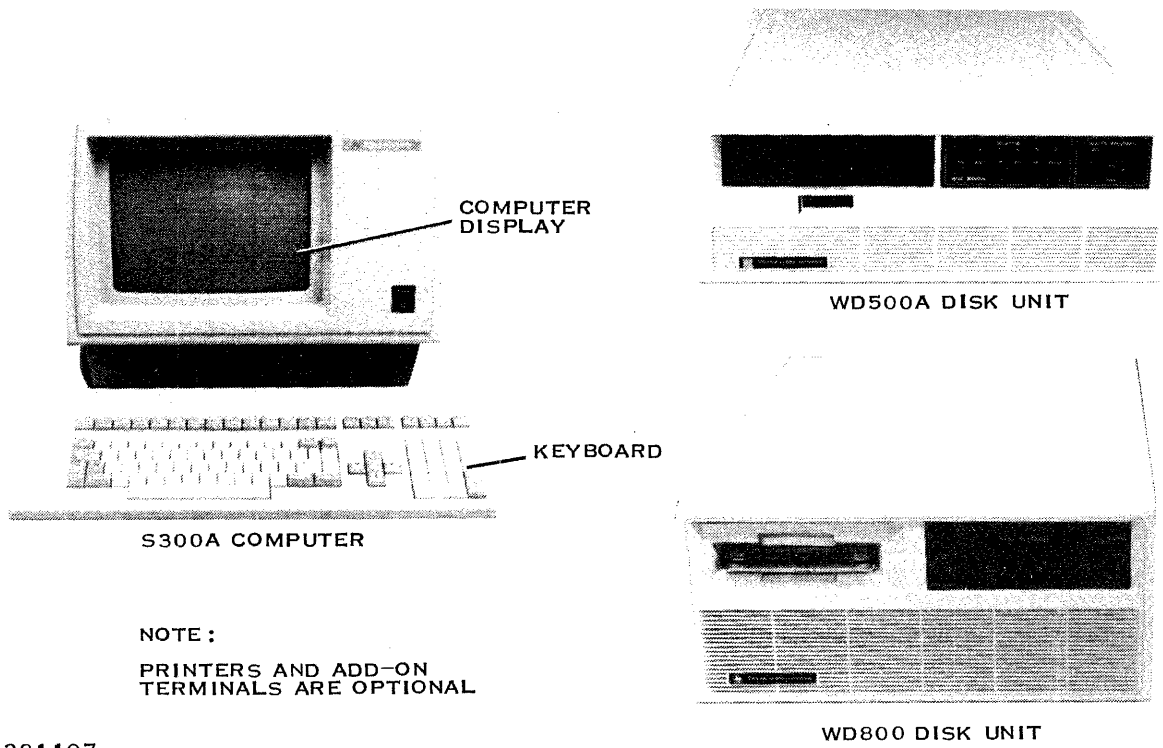 COMPUTER
DISPLAY
KEYBOARD
S300A COMPUTER
NOTE:
PRINTERS AND ADD-ON
TERMINALS ARE OPTIONAL
WD500A DISK UNIT
WD800 DISK UNIT